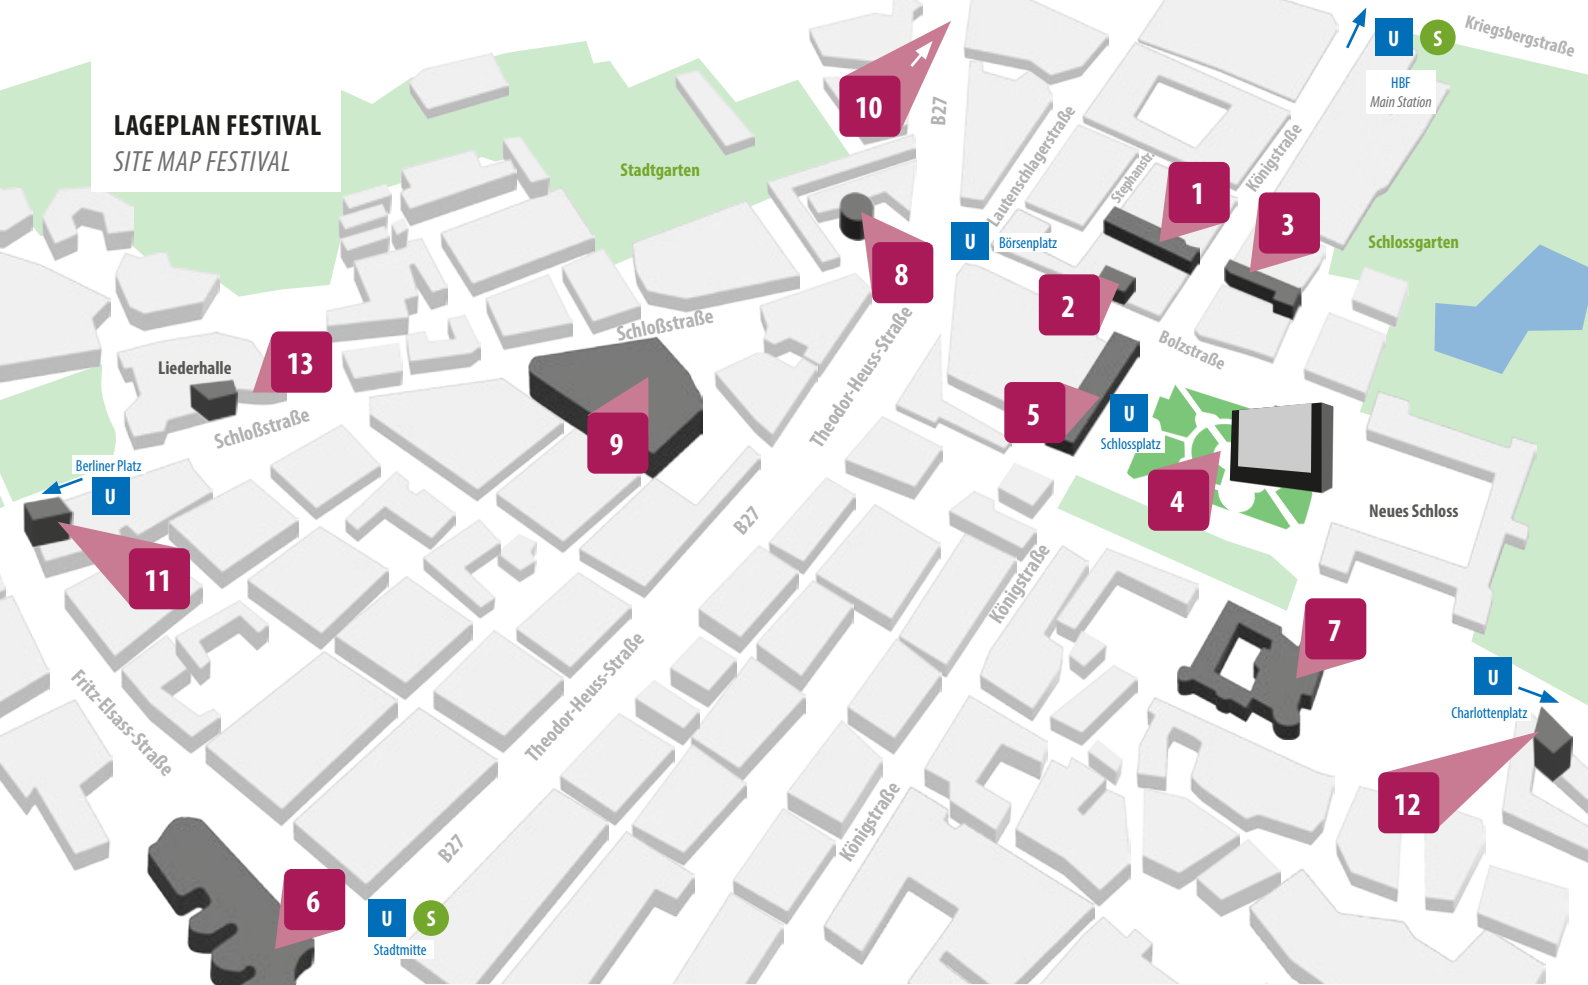 LAGEPLAN FESTIVAL
SITE MAP FESTIVAL
Stadtgarten
10
B27
U
S
Kriegsbergstraße
HBF
Main Station
Lautenschlagerstraße
Stephanstr.
Königstraße
1
3
Schlossgarten
U
Börsenplatz
8
2
Bolzstraße
Schloßstraße
Theodor-Heuss-Straße
Liederhalle
13
Schloßstraße
9
5
U
Schlossplatz
4
Neues Schloss
Berliner Platz
U
11
B27
Königstraße
7
U
Charlottenplatz
12
Fritz-Elsass-Straße
Theodor-Heuss-Straße
B27
Königstraße
6
U
S
Stadtmitte